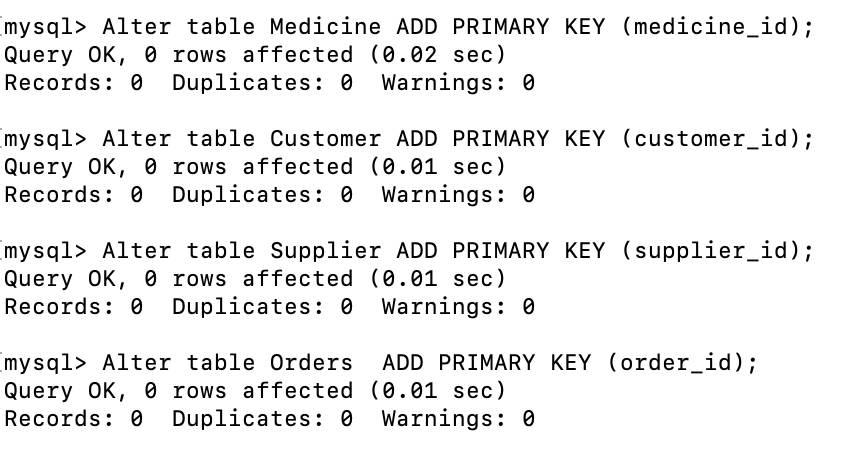 mysql> Alter table Medicine ADD PRIMARY KEY (medicine_id);
Query OK, 0 rows affected (0.02 sec)
Records: 0  Duplicates: 0  Warnings: 0

mysql> Alter table Customer ADD PRIMARY KEY (customer_id);
Query OK, 0 rows affected (0.01 sec)
Records: 0  Duplicates: 0  Warnings: 0

mysql> Alter table Supplier ADD PRIMARY KEY (supplier_id);
Query OK, 0 rows affected (0.01 sec)
Records: 0  Duplicates: 0  Warnings: 0

mysql> Alter table Orders  ADD PRIMARY KEY (order_id);
Query OK, 0 rows affected (0.01 sec)
Records: 0  Duplicates: 0  Warnings: 0